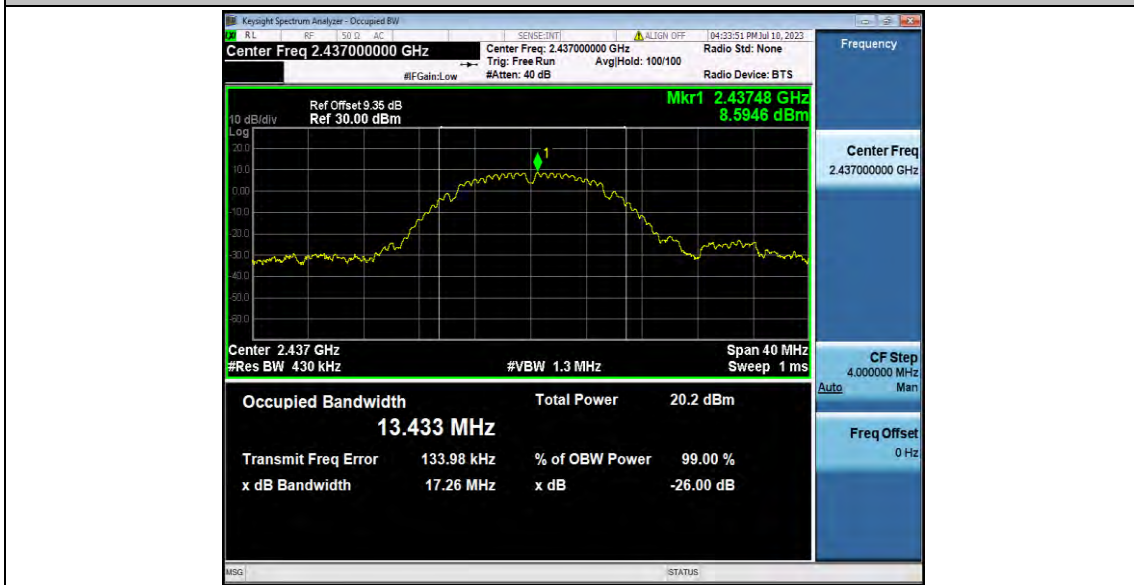 Keysight Spectrum Analyzer - Occupied BW
RL RF 50 Ω AC SENSE:INT ALIGN OFF 04:33:51 PM Jul 10, 2023
Center Freq 2.437000000 GHz
Center Freq: 2.437000000 GHz
Radio Std: None
Trig: Free Run Avg|Hold: 100/100
#IFGain:Low
#Atten: 40 dB
Radio Device: BTS
Frequency
Ref Offset 9.35 dB
10 dB/div Ref 30.00 dBm
Mkr1 2.43748 GHz
8.5946 dBm
Log
20.0
10.0
0.00
-10.0
-20.0
-30.0
-40.0
-50.0
-60.0
1
Center 2.437 GHz
Span 40 MHz
#Res BW 430 kHz
#VBW 1.3 MHz
Sweep 1 ms
Occupied Bandwidth
13.433 MHz
Total Power 20.2 dBm
Transmit Freq Error 133.98 kHz
% of OBW Power 99.00 %
x dB Bandwidth 17.26 MHz
x dB -26.00 dB
Center Freq
2.437000000 GHz
CF Step
4.000000 MHz
Auto Man
Freq Offset
0 Hz
MSG
STATUS